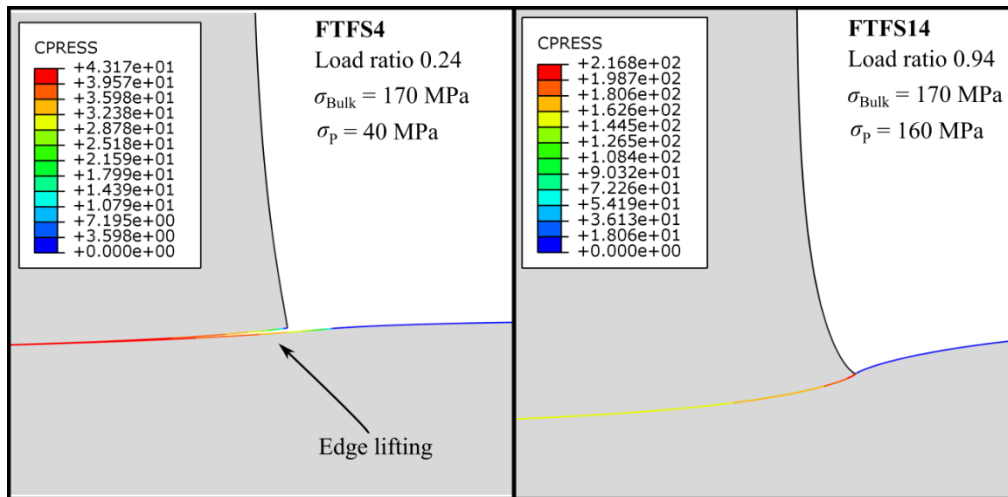 CPRESS
+4.317e+01
+3.957e+01
+3.598e+01
+3.238e+01
+2.878e+01
+2.518e+01
+2.159e+01
+1.799e+01
+1.439e+01
+1.079e+01
+7.195e+00
+3.598e+00
+0.000e+00
FTFS4
Load ratio 0.24
σBulk = 170 MPa
σP = 40 MPa
Edge lifting
CPRESS
+2.168e+02
+1.987e+02
+1.806e+02
+1.626e+02
+1.445e+02
+1.265e+02
+1.084e+02
+9.032e+01
+7.226e+01
+5.419e+01
+3.613e+01
+1.806e+01
+0.000e+00
FTFS14
Load ratio 0.94
σBulk = 170 MPa
σP = 160 MPa